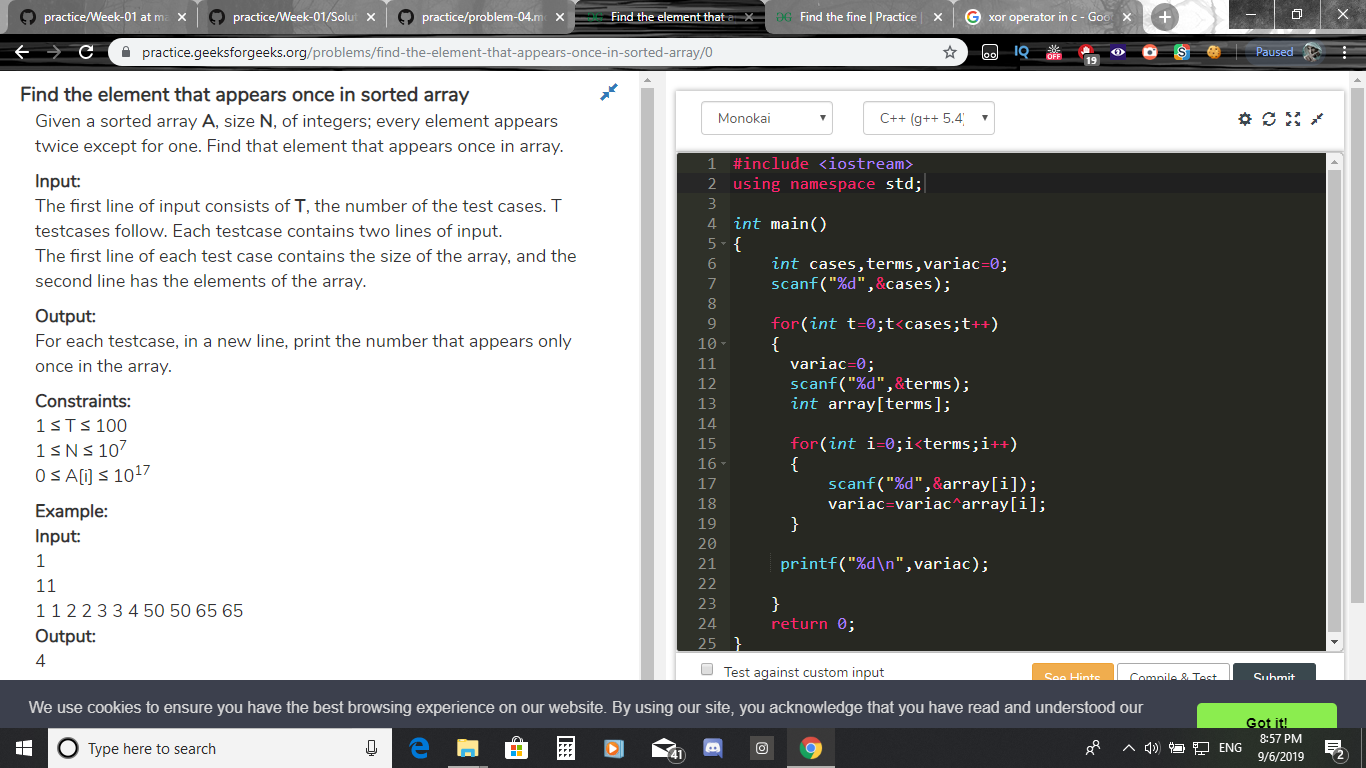 practice/Week-01 at ma
practice/Week-01/Solut
practice/problem-04.m
Find the element that a
Find the fine | Practice |
xor operator in c - Goo
practice.geeksforgeeks.org/problems/find-the-element-that-appears-once-in-sorted-array/0
IQ
OFF
19
S
Paused
Find the element that appears once in sorted array
Given a sorted array A, size N, of integers; every element appears
twice except for one. Find that element that appears once in array.
Input:
The first line of input consists of T, the number of the test cases. T
testcases follow. Each testcase contains two lines of input.
The first line of each test case contains the size of the array, and the
second line has the elements of the array.
Output:
For each testcase, in a new line, print the number that appears only
once in the array.
Constraints:
1 ≤ T ≤ 100
1 ≤ N ≤ 10⁷
0 ≤ A[i] ≤ 10¹⁷
Example:
Input:
1
11
1 1 2 2 3 3 4 50 50 65 65
Output:
4
Monokai
C++ (g++ 5.4)
1 #include <iostream>
2 using namespace std;
3
4 int main()
5 {
6 int cases,terms,variac=0;
7 scanf("%d",&cases);
8
9 for(int t=0;t<cases;t++)
10 {
11 variac=0;
12 scanf("%d",&terms);
13 int array[terms];
14
15 for(int i=0;i<terms;i++)
16 {
17 scanf("%d",&array[i]);
18 variac=variac^array[i];
19 }
20
21 printf("%d\n",variac);
22
23 }
24 return 0;
25 }
Test against custom input
See Hints
Compile & Test
Submit
We use cookies to ensure you have the best browsing experience on our website. By using our site, you acknowledge that you have read and understood our
Got it!
Type here to search
41
ENG
8:57 PM
9/6/2019
2